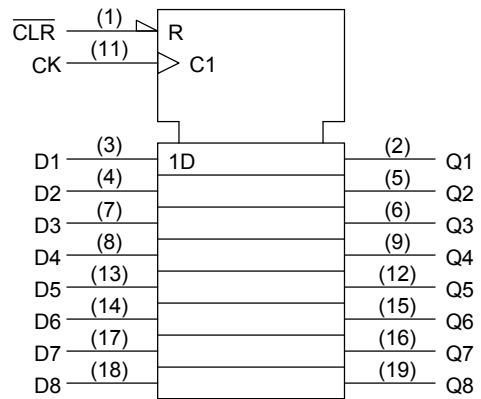 CLR (1) R
CK (11) C1
D1 (3) 1D (2) Q1
D2 (4) (5) Q2
D3 (7) (6) Q3
D4 (8) (9) Q4
D5 (13) (12) Q5
D6 (14) (15) Q6
D7 (17) (16) Q7
D8 (18) (19) Q8